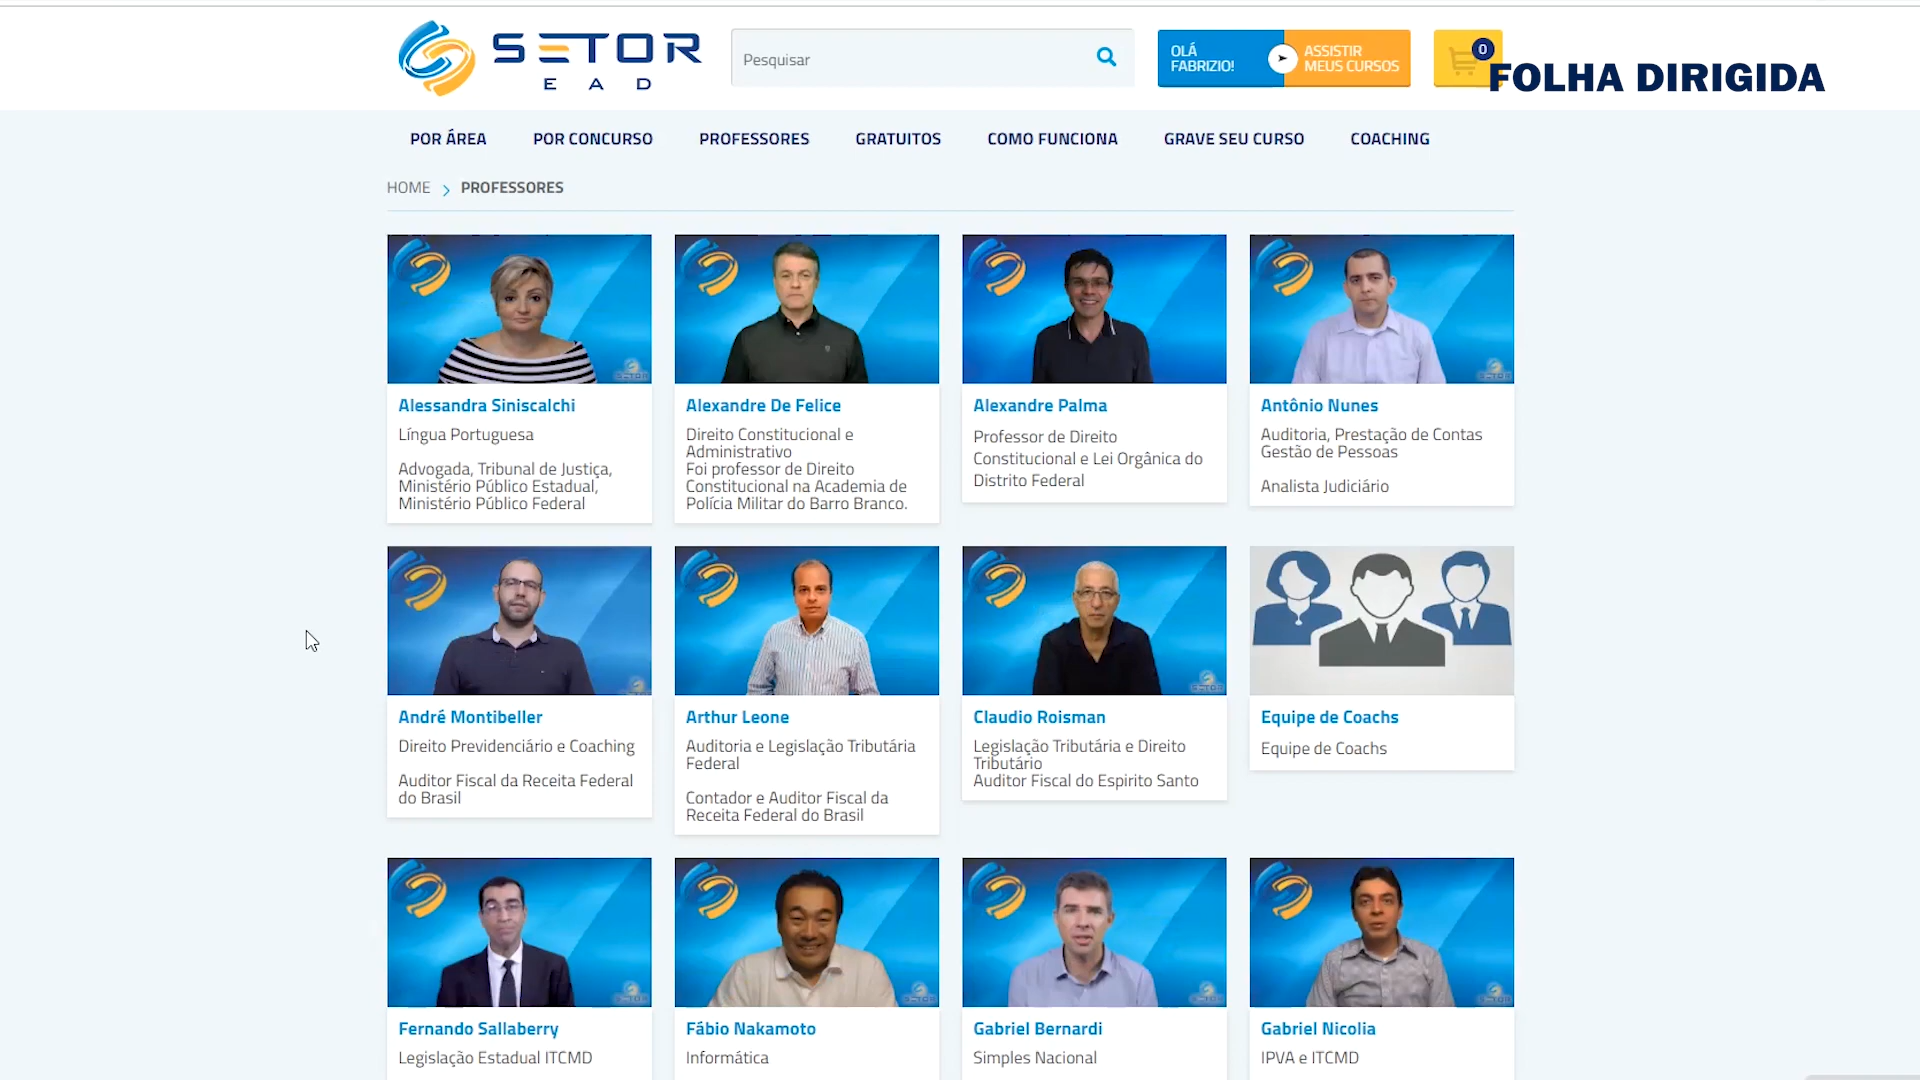 SETOR
EAD
Pesquisar
OLÁ
FABRIZIO!
ASSISTIR
MEUS CURSOS
0
FOLHA DIRIGIDA
POR ÁREA
POR CONCURSO
PROFESSORES
GRATUITOS
COMO FUNCIONA
GRAVE SEU CURSO
COACHING
HOME
PROFESSORES
Alessandra Siniscalchi
Língua Portuguesa
Advogada, Tribunal de Justiça,
Ministério Público Estadual,
Ministério Público Federal
Alexandre De Felice
Direito Constitucional e
Administrativo
Foi professor de Direito
Constitucional na Academia de
Polícia Militar do Barro Branco.
Alexandre Palma
Professor de Direito
Constitucional e Lei Orgânica do
Distrito Federal
Antônio Nunes
Auditoria, Prestação de Contas
Gestão de Pessoas
Analista Judiciário
André Montibeller
Direito Previdenciário e Coaching
Auditor Fiscal da Receita Federal
do Brasil
Arthur Leone
Auditoria e Legislação Tributária
Federal
Contador e Auditor Fiscal da
Receita Federal do Brasil
Claudio Roisman
Legislação Tributária e Direito
Tributário
Auditor Fiscal do Espirito Santo
Equipe de Coachs
Equipe de Coachs
Fernando Sallaberry
Legislação Estadual ITCMD
Fábio Nakamoto
Informática
Gabriel Bernardi
Simples Nacional
Gabriel Nicolia
IPVA e ITCMD